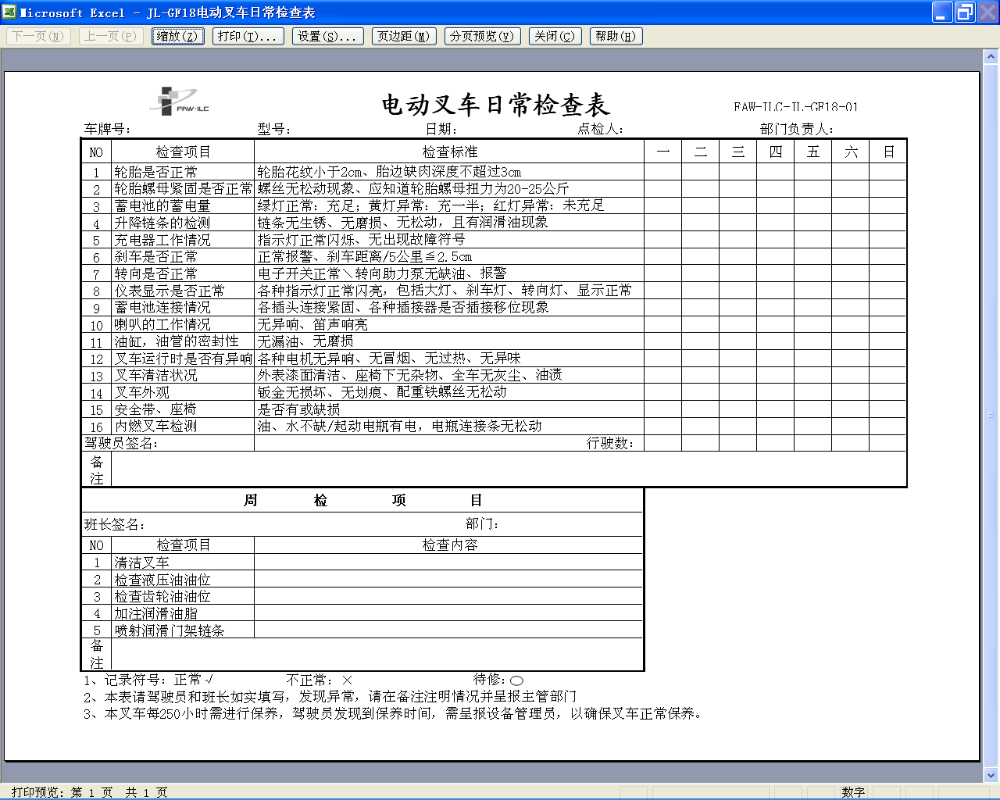 Microsoft Excel - JL-GF18电动叉车日常检查表
下一页(N) 上一页(P) 缩放(Z) 打印(T)... 设置(S)... 页边距(M) 分页预览(V) 关闭(C) 帮助(H)
FAW-ILC 电动叉车日常检查表 FAW-ILC-JL-GF18-01
车牌号: 型号: 日期: 点检人: 部门负责人:
NO 检查项目 检查标准 一 二 三 四 五 六 日
1 轮胎是否正常 轮胎花纹小于2cm、胎边缺肉深度不超过3cm
2 轮胎螺母紧固是否正常 螺丝无松动现象、应知道轮胎螺母扭力为20-25公斤
3 蓄电池的蓄电量 绿灯正常: 充足; 黄灯异常: 充一半; 红灯异常: 未充足
4 升降链条的检测 链条无生锈、无磨损、无松动, 且有润滑油现象
5 充电器工作情况 指示灯正常闪烁、无出现故障符号
6 刹车是否正常 正常报警、刹车距离/5公里≦2.5cm
7 转向是否正常 电子开关正常＼转向助力泵无缺油、报警
8 仪表显示是否正常 各种指示灯正常闪亮, 包括大灯、刹车灯、转向灯、显示正常
9 蓄电池连接情况 各插头连接紧固、各种插接器是否插接移位现象
10 喇叭的工作情况 无异响、笛声响亮
11 油缸, 油管的密封性 无漏油、无磨损
12 叉车运行时是否有异响 各种电机无异响、无冒烟、无过热、无异味
13 叉车清洁状况 外表漆面清洁、座椅下无杂物、全车无灰尘、油渍
14 叉车外观 钣金无损坏、无划痕、配重铁螺丝无松动
15 安全带、座椅 是否有或缺损
16 内燃叉车检测 油、水不缺/起动电瓶有电, 电瓶连接条无松动
驾驶员签名: 行驶数:
备注
周 检 项 目
班长签名: 部门:
NO 检查项目 检查内容
1 清洁叉车
2 检查液压油油位
3 检查齿轮油油位
4 加注润滑油脂
5 喷射润滑门架链条
备注
1、记录符号: 正常√ 不正常: × 待修: ○
2、本表请驾驶员和班长如实填写, 发现异常, 请在备注注明情况并呈报主管部门
3、本叉车每250小时需进行保养, 驾驶员发现到保养时间, 需呈报设备管理员, 以确保叉车正常保养。
打印预览: 第 1 页 共 1 页 数字